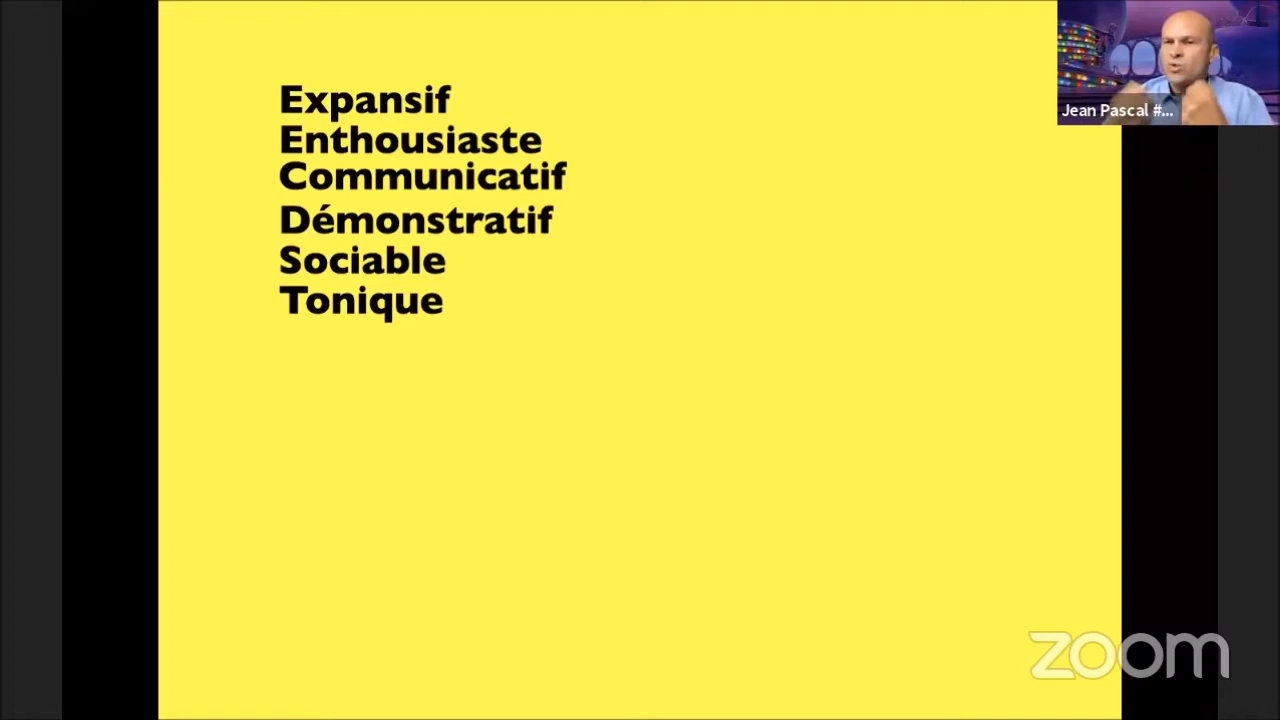 Expansif
Enthousiaste
Communicatif
Démonstratif
Sociable
Tonique
Jean Pascal #...
zoom